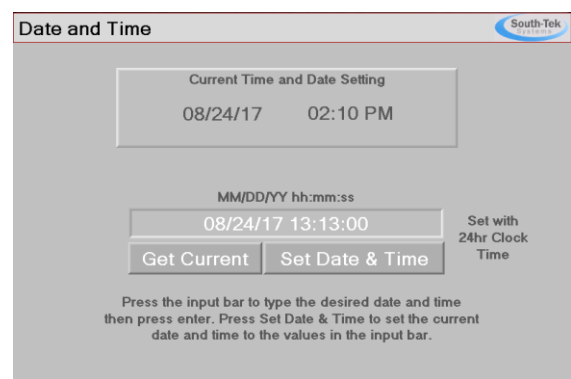 Date and Time
South-Tek
Systems
Current Time and Date Setting
08/24/17 02:10 PM
MM/DD/YY hh:mm:ss
08/24/17 13:13:00
Set with
24hr Clock
Time
Get Current Set Date & Time
Press the input bar to type the desired date and time
then press enter. Press Set Date & Time to set the current
date and time to the values in the input bar.